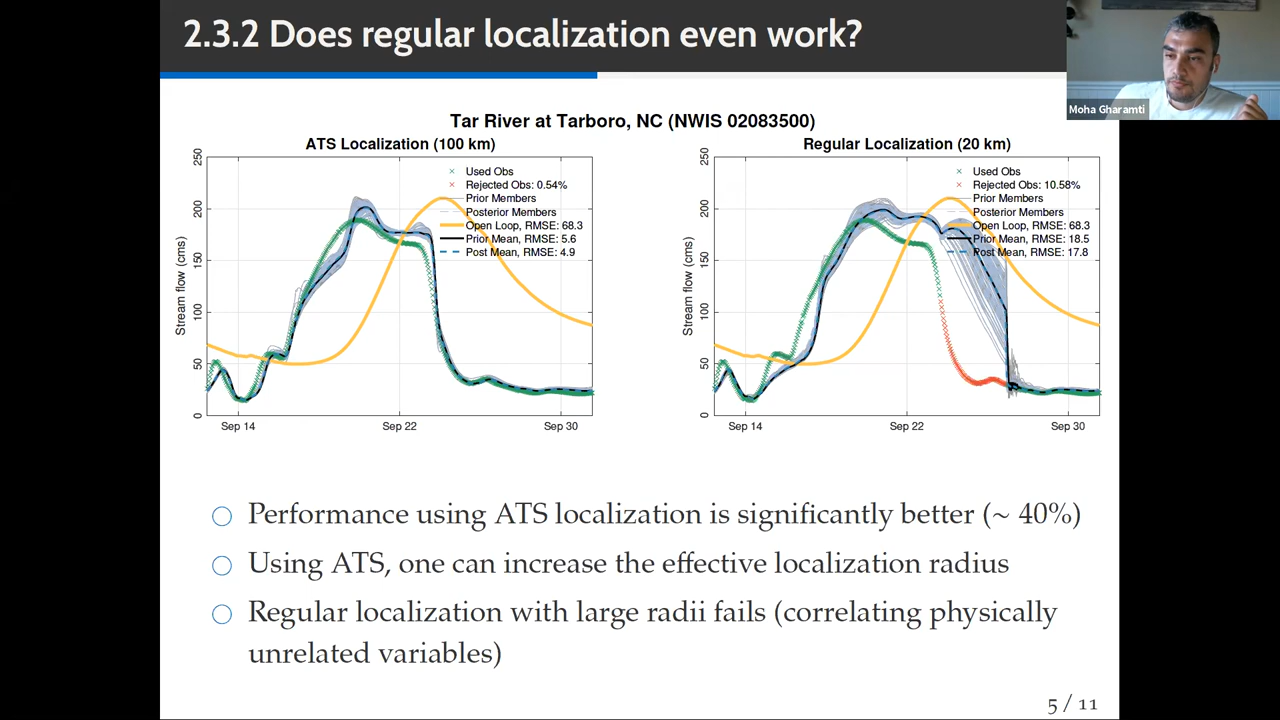 2.3.2 Does regular localization even work?
Moha Gharamti
Tar River at Tarboro, NC (NWIS 02083500)
ATS Localization (100 km)
250
200
150
100
50
0
Stream flow (cms)
Used Obs
Rejected Obs: 0.54%
Prior Members
Posterior Members
Open Loop, RMSE: 68.3
Prior Mean, RMSE: 5.6
Post Mean, RMSE: 4.9
Sep 14
Sep 22
Sep 30
Regular Localization (20 km)
250
200
150
100
50
0
Stream flow (cms)
Used Obs
Rejected Obs: 10.58%
Prior Members
Posterior Members
Open Loop, RMSE: 68.3
Prior Mean, RMSE: 18.5
Post Mean, RMSE: 17.8
Sep 14
Sep 22
Sep 30
Performance using ATS localization is significantly better (~ 40%)
Using ATS, one can increase the effective localization radius
Regular localization with large radii fails (correlating physically
unrelated variables)
5 / 11